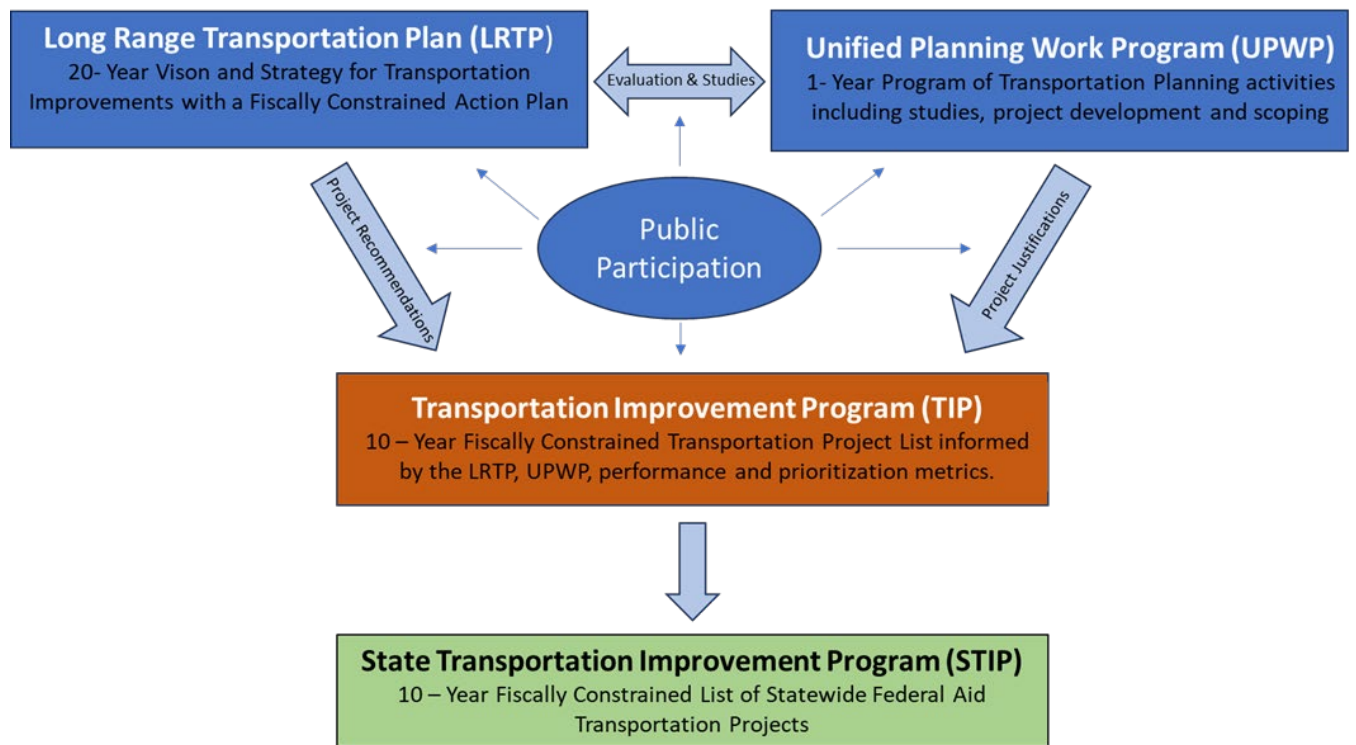 Long Range Transportation Plan (LRTP)
20- Year Vison and Strategy for Transportation
Improvements with a Fiscally Constrained Action Plan
Evaluation & Studies
Unified Planning Work Program (UPWP)
1- Year Program of Transportation Planning activities
including studies, project development and scoping
Project Recommendations
Public
Participation
Project Justifications
Transportation Improvement Program (TIP)
10 – Year Fiscally Constrained Transportation Project List informed
by the LRTP, UPWP, performance and prioritization metrics.
State Transportation Improvement Program (STIP)
10 – Year Fiscally Constrained List of Statewide Federal Aid
Transportation Projects